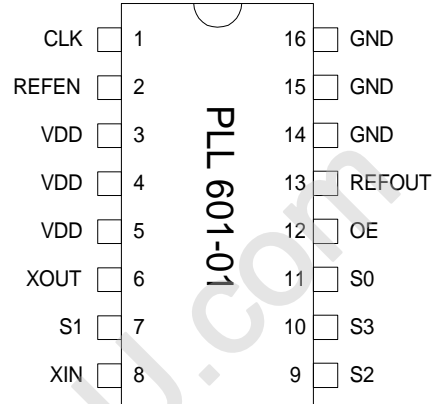 CLK 1 16 GND
REFEN 2 15 GND
VDD 3 14 GND
VDD 4 13 REFOUT
VDD 5 12 OE
XOUT 6 11 S0
S1 7 10 S3
XIN 8 9 S2
PLL 601-01
U.com